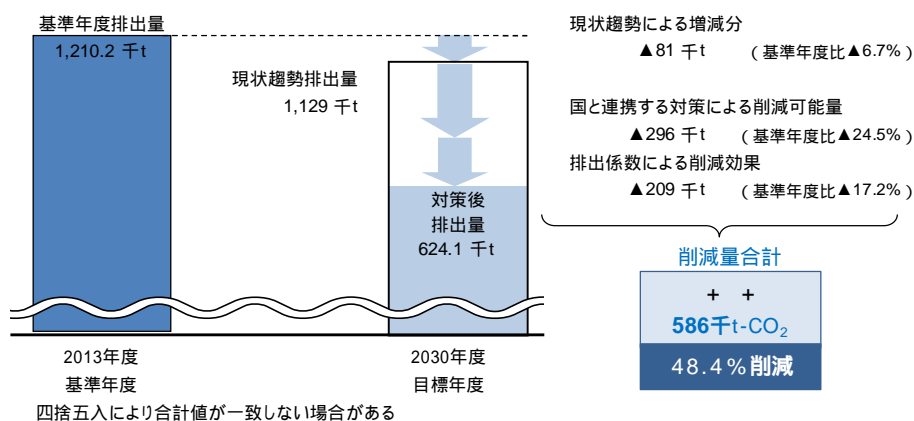 基準年度排出量
1,210.2 千t
現状趨勢排出量
1,129 千t
対策後
排出量
624.1 千t
2013年度
基準年度
2030年度
目標年度
四捨五入により合計値が一致しない場合がある
現状趨勢による増減分
▲81 千t (基準年度比▲6.7%)
国と連携する対策による削減可能量
▲296 千t (基準年度比▲24.5%)
排出係数による削減効果
▲209 千t (基準年度比▲17.2%)
削減量合計
+ +
586千t-CO₂
48.4%削減